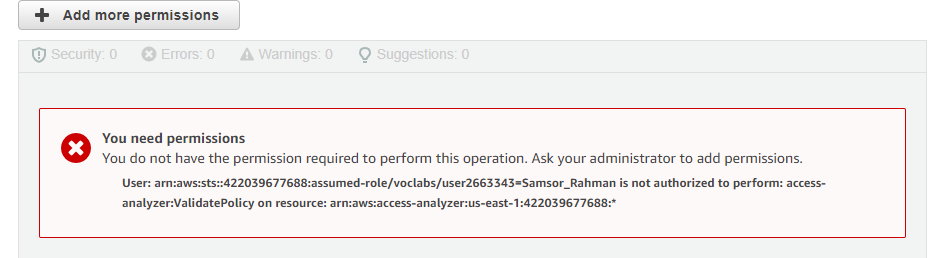 Add more permissions
Security: 0 Errors: 0 Warnings: 0 Suggestions: 0
You need permissions
You do not have the permission required to perform this operation. Ask your administrator to add permissions.
User: arn:aws:sts::422039677688:assumed-role/voclabs/user2663343=Samsor_Rahman is not authorized to perform: access-
analyzer:ValidatePolicy on resource: arn:aws:access-analyzer:us-east-1:422039677688:*